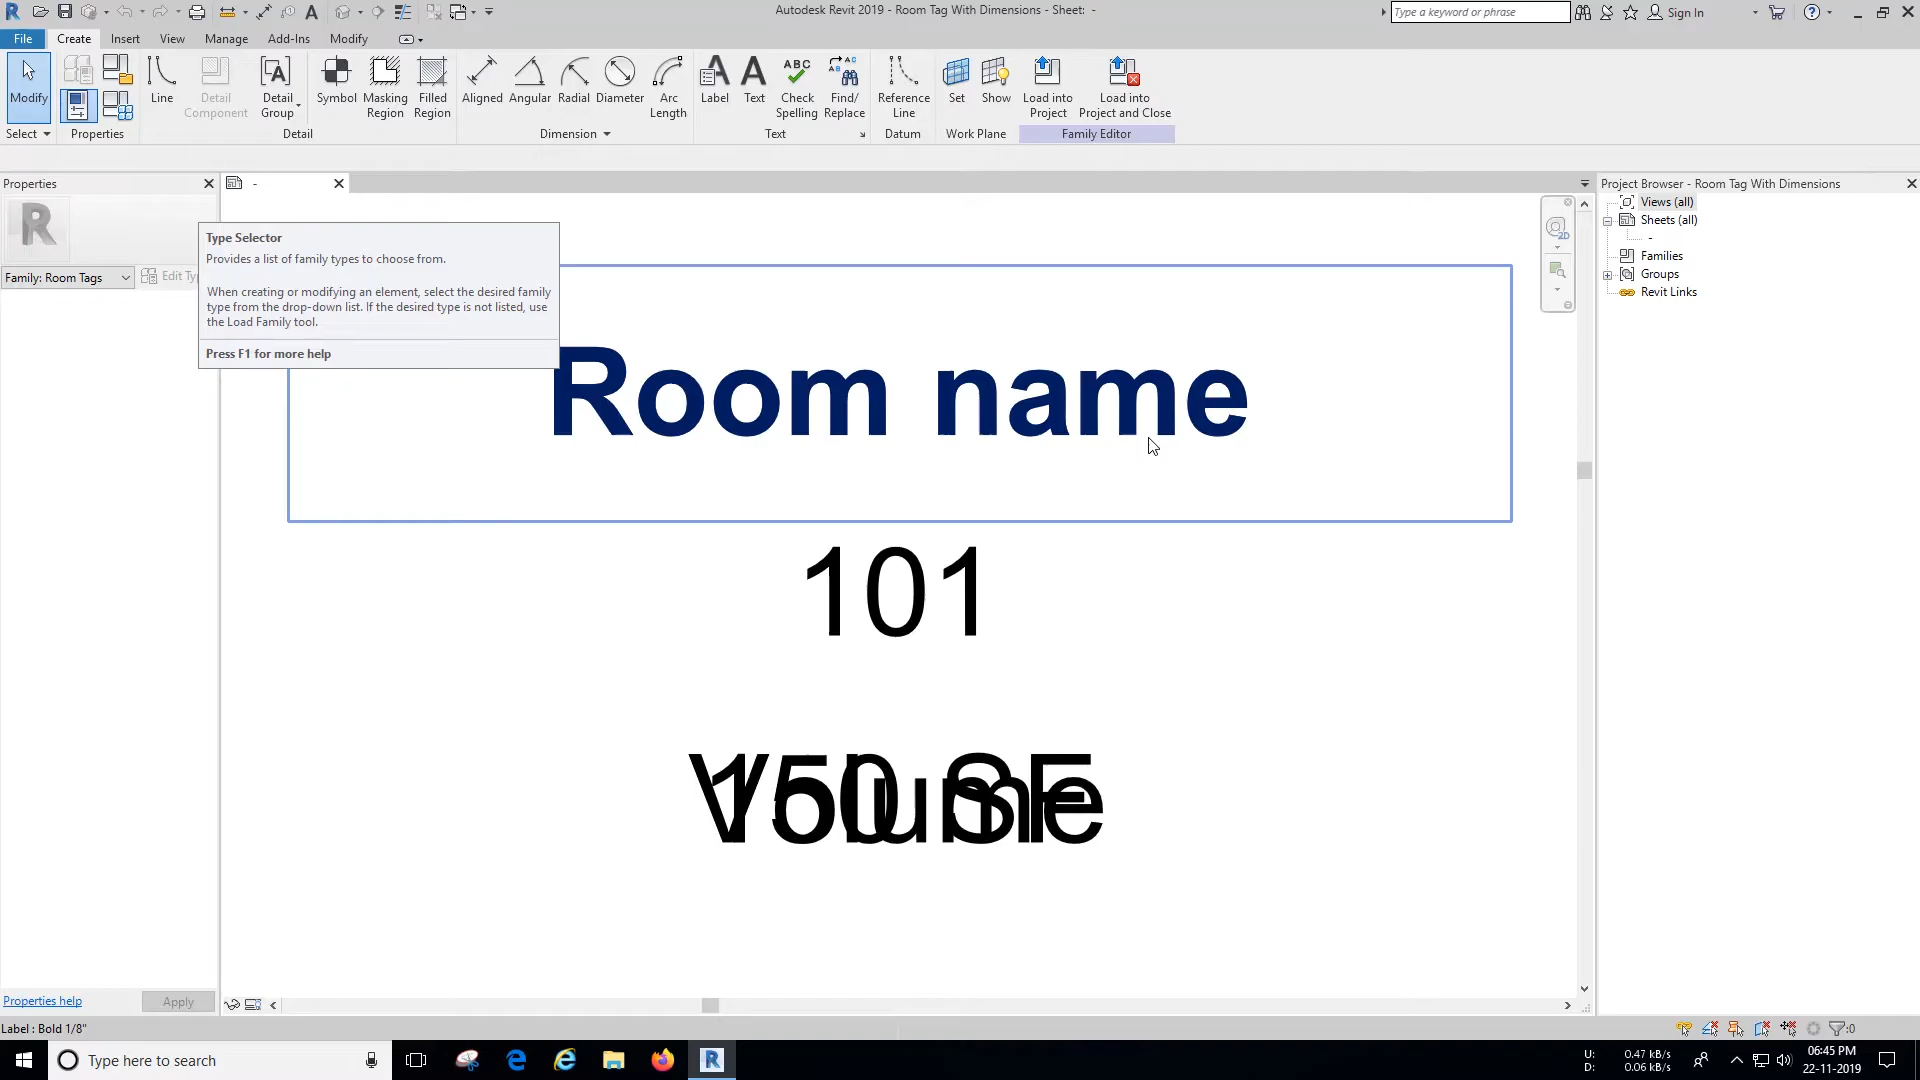 Autodesk Revit 2019 - Room Tag With Dimensions - Sheet: -
Type a keyword or phrase
Sign In
File Create Insert View Manage Add-Ins Modify
Modify
Line
Detail Component
Detail Group
Symbol
Masking Region
Filled Region
Aligned
Angular
Radial
Diameter
Arc Length
Label
Text
ABC
Check Spelling
Find/ Replace
Reference Line
Set
Show
Load into Project
Load into Project and Close
Select Properties Detail Dimension Text Datum Work Plane Family Editor
Properties
-
Project Browser - Room Tag With Dimensions
Views (all)
Sheets (all)
-
Families
Groups
Revit Links
Family: Room Tags
Edit Ty
Type Selector
Provides a list of family types to choose from.
When creating or modifying an element, select the desired family
type from the drop-down list. If the desired type is not listed, use
the Load Family tool.
Press F1 for more help
Room name
101
150 SF
Volume
Properties help
Apply
Label : Bold 1/8"
:0
Type here to search
U: 0.47 kB/s
D: 0.06 kB/s
06:45 PM
22-11-2019